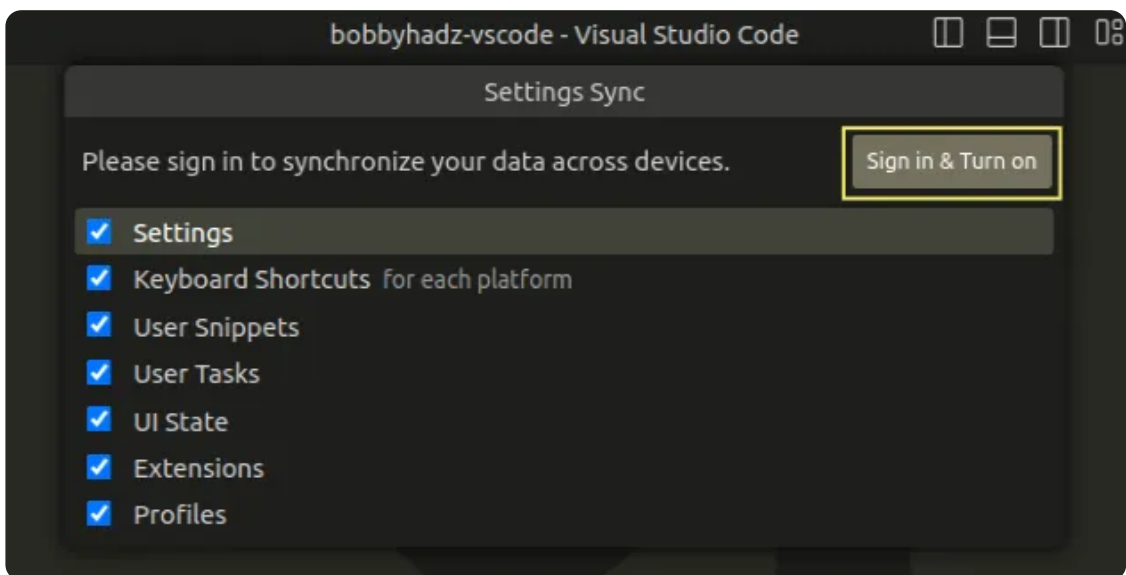 bobbyhadz-vscode - Visual Studio Code
Settings Sync
Please sign in to synchronize your data across devices.
Sign in & Turn on
Settings
Keyboard Shortcuts for each platform
User Snippets
User Tasks
UI State
Extensions
Profiles